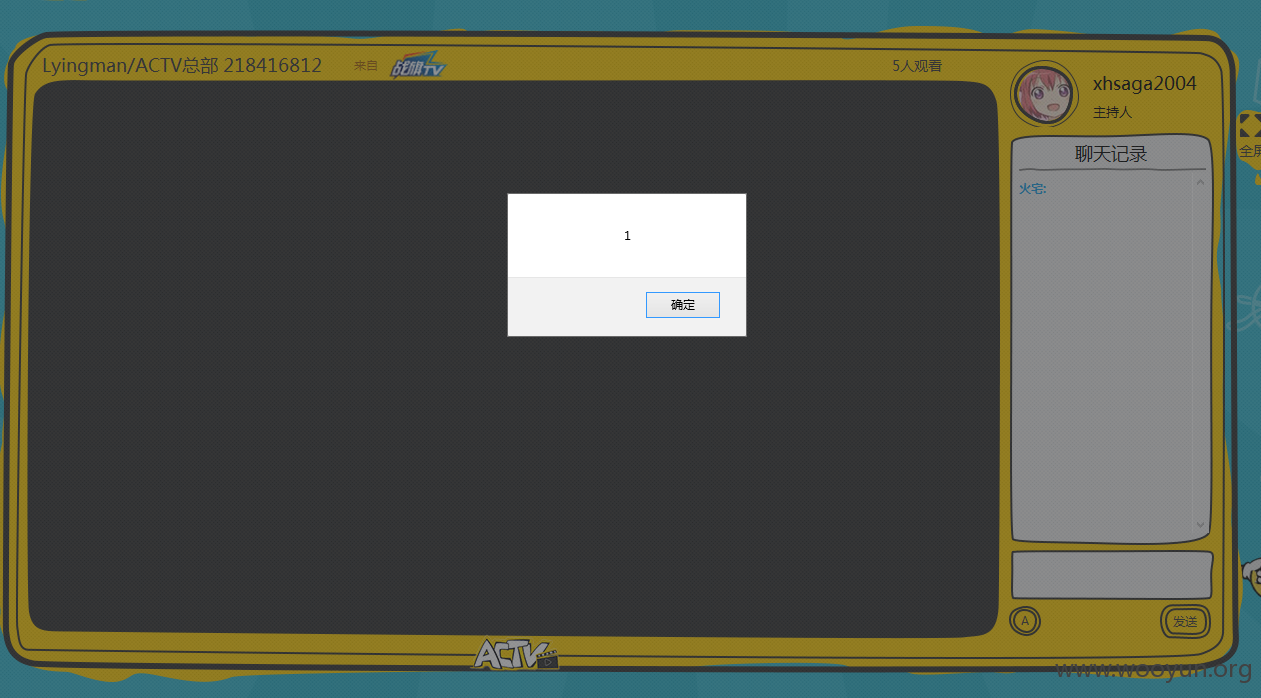 Lyingman/ACTV总部 218416812
来自
战旗TV
5人观看
xhsaga2004
主持人
全屏
聊天记录
火宅:
1
确定
A
发送
ACTV
www.wooyun.org